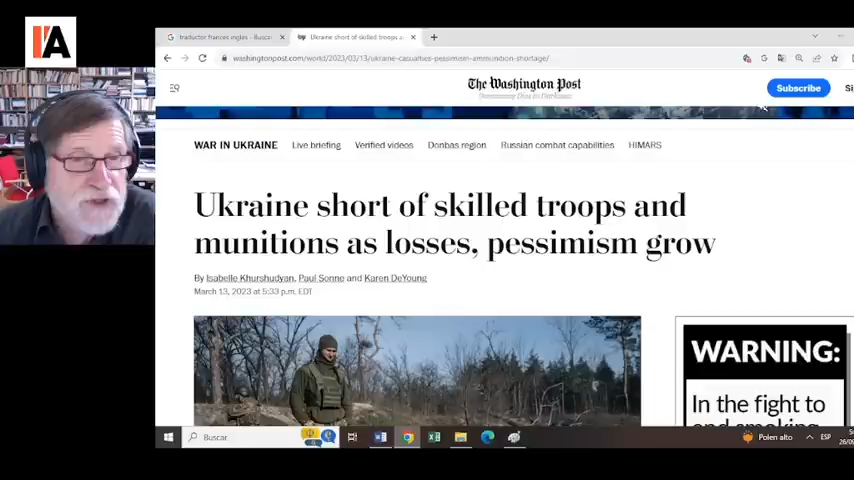 IA
traductor frances ingles - Buscar
Ukraine short of skilled troops a
washingtonpost.com/world/2023/03/13/ukraine-casualties-pessimism-ammunition-shortage/
The Washington Post
Democracy Dies in Darkness
Subscribe
WAR IN UKRAINE Live briefing Verified videos Donbas region Russian combat capabilities HIMARS
Ukraine short of skilled troops and
munitions as losses, pessimism grow
By Isabelle Khurshudyan, Paul Sonne and Karen DeYoung
March 13, 2023 at 5:33 p.m. EDT
WARNING:
In the fight to
end smoking
Buscar
Polen alto
ESP